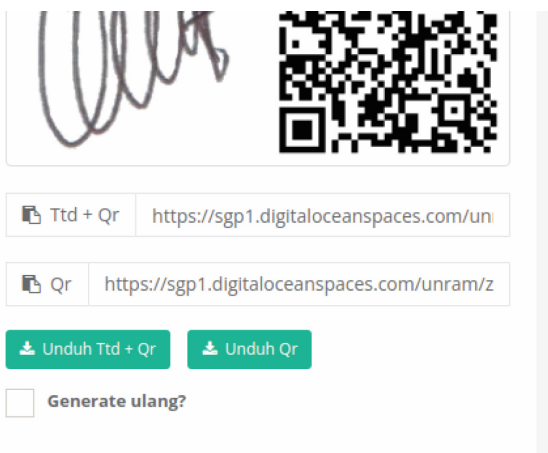 Ttd + Qr https://sgp1.digitaloceanspaces.com/un
Qr https://sgp1.digitaloceanspaces.com/unram/z
Unduh Ttd + Qr Unduh Qr
Generate ulang?